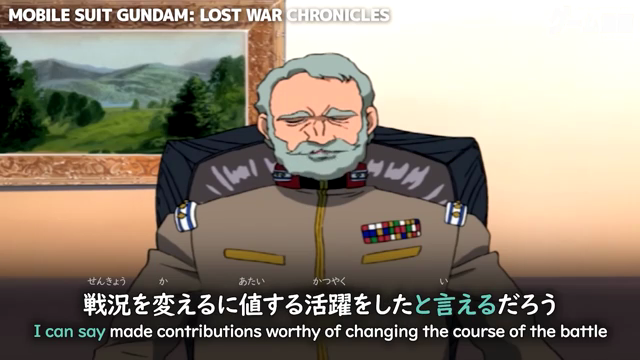 MOBILE SUIT GUNDAM: LOST WAR CHRONICLES
せんきょう か あたい かつやく い
戦況を変えるに値する活躍をしたと言えるだろう
I can say made contributions worthy of changing the course of the battle